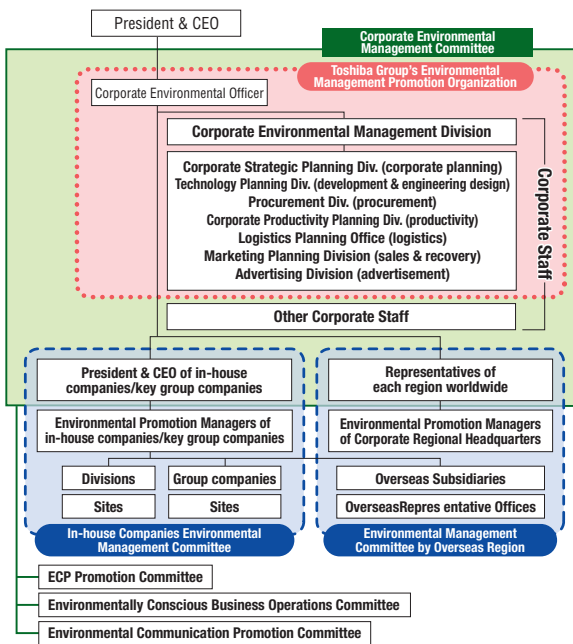 President & CEO
Corporate Environmental
Management Committee
Toshiba Group's Environmental
Management Promotion Organization
Corporate Environmental Officer
Corporate Environmental Management Division
Corporate Strategic Planning Div. (corporate planning)
Technology Planning Div. (development & engineering design)
Procurement Div. (procurement)
Corporate Productivity Planning Div. (productivity)
Logistics Planning Office (logistics)
Marketing Planning Division (sales & recovery)
Advertising Division (advertisement)
Corporate Staff
Other Corporate Staff
President & CEO of in-house
companies/key group companies
Representatives of
each region worldwide
Environmental Promotion Managers of
in-house companies/key group companies
Environmental Promotion Managers
of Corporate Regional Headquarters
Divisions
Group companies
Overseas Subsidiaries
Sites
Sites
OverseasRepres entative Offices
In-house Companies Environmental
Management Committee
Environmental Management
Committee by Overseas Region
ECP Promotion Committee
Environmentally Conscious Business Operations Committee
Environmental Communication Promotion Committee